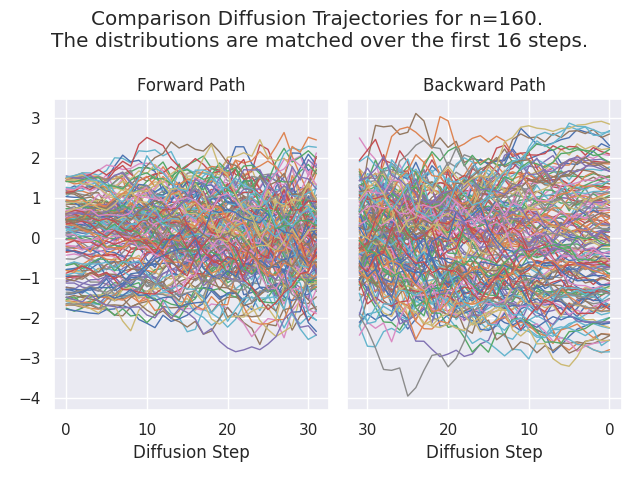 Comparison Diffusion Trajectories for n=160.
The distributions are matched over the first 16 steps.
Forward Path
Backward Path
3
2
1
0
−1
−2
−3
−4
0 10 20 30
30 20 10 0
Diffusion Step
Diffusion Step